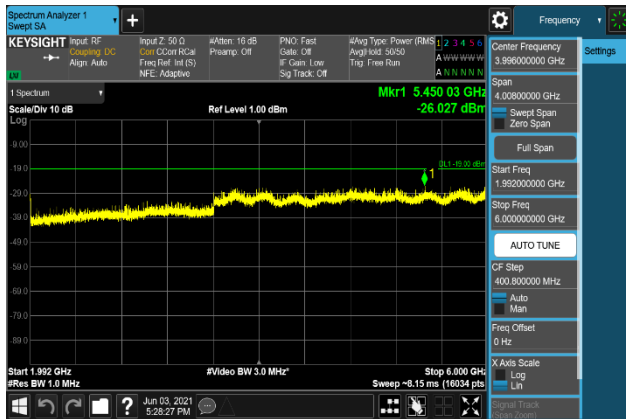 Spectrum Analyzer 1
Swept SA
Frequency
KEYSIGHT Input: RF Input Z: 50 Ω #Atten: 16 dB PNO: Fast #Avg Type: Power (RMS 1 2 3 4 5 6
Coupling: DC Corr CCorr RCal Preamp: Off Gate: Off Avg|Hold: 50/50 A W W W W W
Align: Auto Freq Ref: Int (S) IF Gain: Low Trig: Free Run
NFE: Adaptive Sig Track: Off A N N N N N
1 Spectrum
Mkr1 5.450 03 GHz
Scale/Div 10 dB Ref Level 1.00 dBm -26.027 dBm
Log
-9.00
-19.0
DL1 -19.00 dBm
1
-29.0
-39.0
-49.0
-59.0
-69.0
-79.0
-89.0
Start 1.992 GHz #Video BW 3.0 MHz* Stop 6.000 GHz
#Res BW 1.0 MHz Sweep ~8.15 ms (16034 pts
Jun 03, 2021
5:28:27 PM
Center Frequency
3.996000000 GHz
Settings
Span
4.00800000 GHz
Swept Span
Zero Span
Full Span
Start Freq
1.992000000 GHz
Stop Freq
6.000000000 GHz
AUTO TUNE
CF Step
400.800000 MHz
Auto
Man
Freq Offset
0 Hz
X Axis Scale
Log
Lin
Signal Track
(Span Zoom)